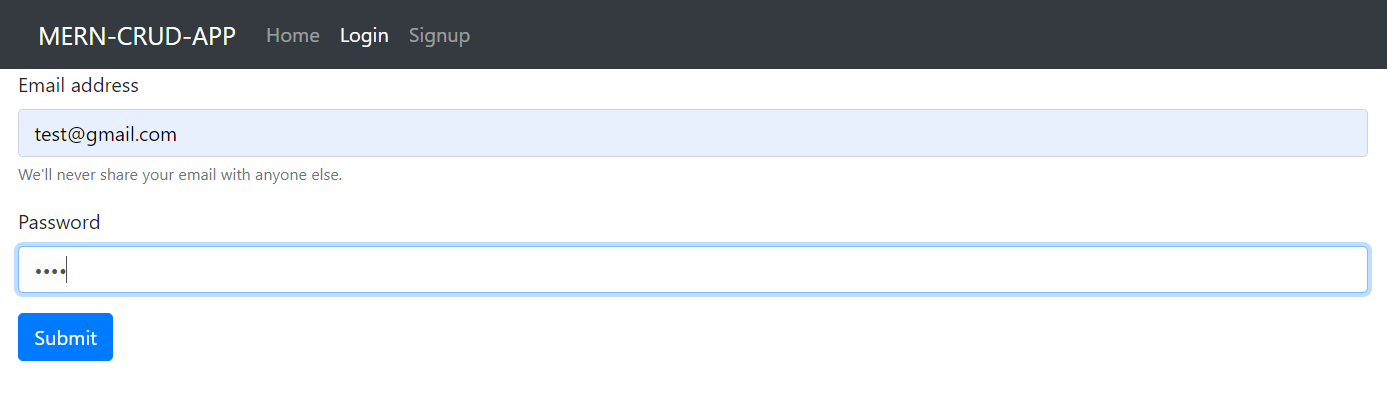 MERN-CRUD-APP Home Login Signup
Email address
test@gmail.com
We'll never share your email with anyone else.
Password
••••
Submit